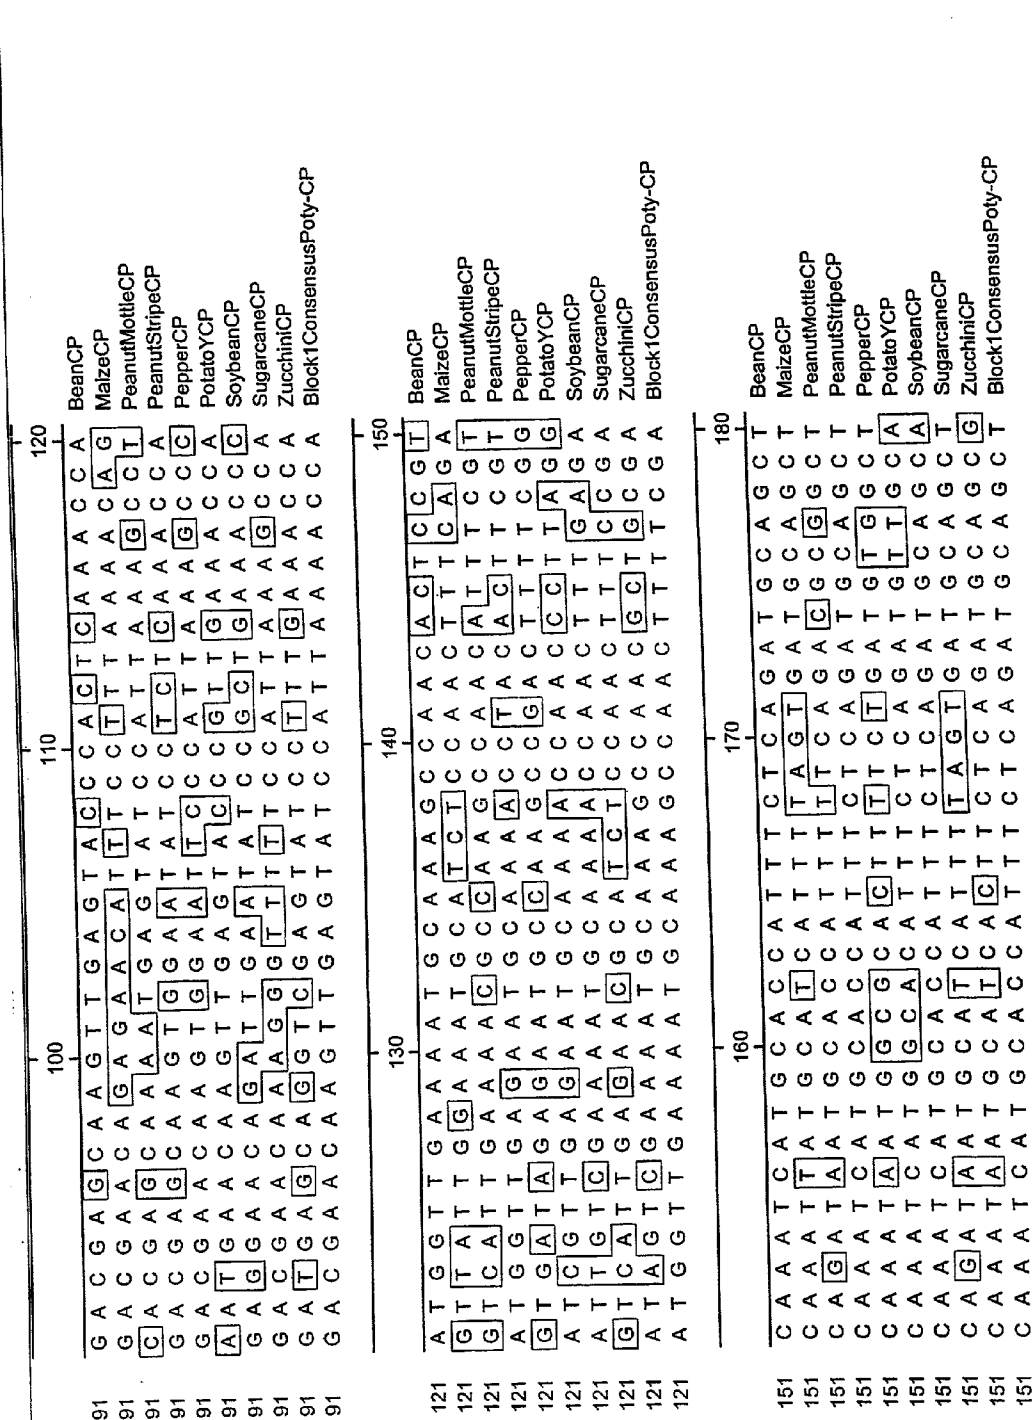 100 110 120
91 G A C G A G C A A G T T G A G T A C C C A C T C A A A C C A BeanCP
91 G A C G A A C A G A G A A C A T T T C C T T T A A A A C A G MaizeCP
91 C A C G A G C A A A A T G A G T A T C C A T T A A A G C C T PeanutMottleCP
91 G A C G A G C A A G T G G A A T A T C C T C T C A A A C C A PeanutStripeCP
91 G A C G A A C A A G T G G A A T T C C C A T T A A A G C C C PepperCP
91 A A T G A A C A A G T T G A G T A C C C G T T G A A A C C A PotatoYCP
91 G A G G A A C A G A T T G A A T A T C C G C T G A A A C C C SoybeanCP
91 G A C G A A C A A A G G G T T T T T C C A T T A A A G C C A SugarcaneCP
91 G A T G A G C A G G T C G A G T A T C C T T T G A A A C C A ZucchiniCP
91 G A C G A A C A A G T T G A G T A T C C A T T A A A A C C A Block1ConsensusPoty-CP
130 140 150
121 A T G G T T G A A A A T G C A A A G C C A A C A C T C C G T BeanCP
121 G T T A T T G G A A A T G C A T C T C C A A C T T T C A G A MaizeCP
121 G T C A T T G A A A A C G C C A A G C C A A C A T T T C G T PeanutMottleCP
121 A T G G T T G A G A A T G C A A A A C C T A C A C T T C G T PeanutStripeCP
121 G T G A T A G A G A A T G C C A A G C C G A C T T T T C G G PepperCP
121 A T C G T T G A G A A T G C A A A G C C A A C C C T T A G G PotatoYCP
121 A T T G T C G A A A A T G C A A A A C C A A C T T T G A G A SoybeanCP
121 G T C A T T G A G A A C G C A T C T C C A A C T T T C C G A SugarcaneCP
121 A T A G T C G A A A A T G C A A A G C C A A C G C T G C G A ZucchiniCP
121 A T G G T T G A A A A T G C A A A G C C A A C T T T T C G A Block1ConsensusPoty-CP
160 170 180
151 C A A A T C A T G C A C C A T T T C T C A G A T G C A G C T BeanCP
151 C A A A T T A T G C A T C A T T T T A G T G A T G C A G C T MaizeCP
151 C A G A T A A T G C A C C A T T T T T C A G A C G C G G C T PeanutMottleCP
151 C A A A T C A T G C A C C A T T T C T C A G A T G C A G C T PeanutStripeCP
151 C A A A T A A T G G C G C A C T T T T C T G A T G T G G C T PepperCP
151 C A A A T C A T G G C A C A T T T C T C A G A T G T T G C A PotatoYCP
151 C A A A T C A T G C A C C A T T T C T C A G A T G C A G C A SoybeanCP
151 C A G A T A A T G C A T C A T T T T A G T G A T G C A G C T SugarcaneCP
151 C A A A T A A T G C A T C A C T T C T C A G A T G C A G C G ZucchiniCP
151 C A A A T C A T G C A C C A T T T C T C A G A T G C A G C T Block1ConsensusPoty-CP